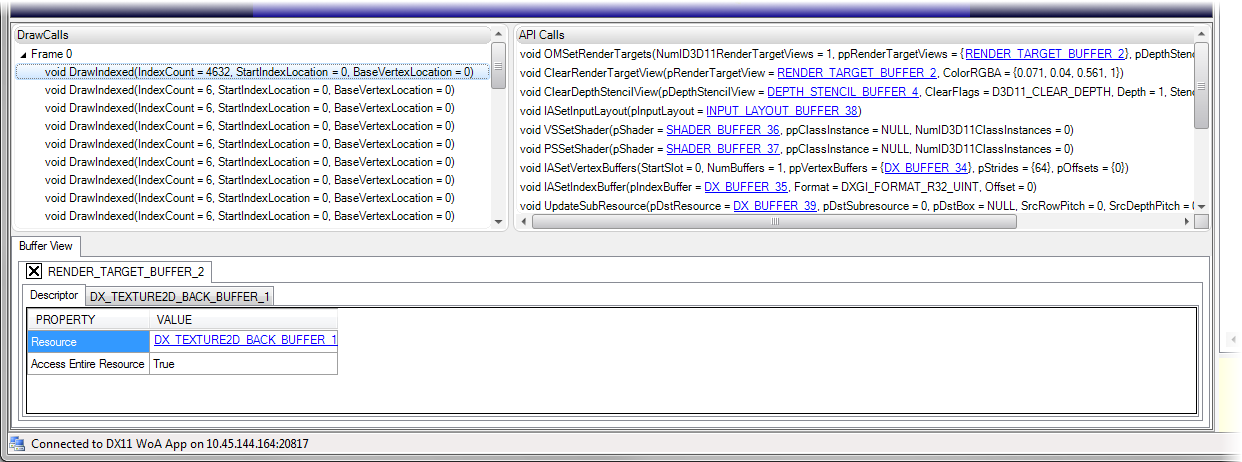 DrawCalls
Frame 0
void DrawIndexed(IndexCount = 4632, StartIndexLocation = 0, BaseVertexLocation = 0)
void DrawIndexed(IndexCount = 6, StartIndexLocation = 0, BaseVertexLocation = 0)
void DrawIndexed(IndexCount = 6, StartIndexLocation = 0, BaseVertexLocation = 0)
void DrawIndexed(IndexCount = 6, StartIndexLocation = 0, BaseVertexLocation = 0)
void DrawIndexed(IndexCount = 6, StartIndexLocation = 0, BaseVertexLocation = 0)
void DrawIndexed(IndexCount = 6, StartIndexLocation = 0, BaseVertexLocation = 0)
void DrawIndexed(IndexCount = 6, StartIndexLocation = 0, BaseVertexLocation = 0)
void DrawIndexed(IndexCount = 6, StartIndexLocation = 0, BaseVertexLocation = 0)
void DrawIndexed(IndexCount = 6, StartIndexLocation = 0, BaseVertexLocation = 0)
API Calls
void OMSetRenderTargets(NumID3D11RenderTargetViews = 1, ppRenderTargetViews = {RENDER_TARGET_BUFFER_2}, pDepthStenc
void ClearRenderTargetView(pRenderTargetView = RENDER_TARGET_BUFFER_2, ColorRGBA = {0.071, 0.04, 0.561, 1})
void ClearDepthStencilView(pDepthStencilView = DEPTH_STENCIL_BUFFER_4, ClearFlags = D3D11_CLEAR_DEPTH, Depth = 1, Stenc
void IASetInputLayout(pInputLayout = INPUT_LAYOUT_BUFFER_38)
void VSSetShader(pShader = SHADER_BUFFER_36, ppClassInstance = NULL, NumID3D11ClassInstances = 0)
void PSSetShader(pShader = SHADER_BUFFER_37, ppClassInstance = NULL, NumID3D11ClassInstances = 0)
void IASetVertexBuffers(StartSlot = 0, NumBuffers = 1, ppVertexBuffers = {DX_BUFFER_34}, pStrides = {64}, pOffsets = {0})
void IASetIndexBuffer(pIndexBuffer = DX_BUFFER_35, Format = DXGI_FORMAT_R32_UINT, Offset = 0)
void UpdateSubResource(pDstResource = DX_BUFFER_39, pDstSubresource = 0, pDstBox = NULL, SrcRowPitch = 0, SrcDepthPitch = 0
Buffer View
RENDER_TARGET_BUFFER_2
Descriptor DX_TEXTURE2D_BACK_BUFFER_1
PROPERTY VALUE
Resource DX_TEXTURE2D_BACK_BUFFER_1
Access Entire Resource True
Connected to DX11 WoA App on 10.45.144.164:20817